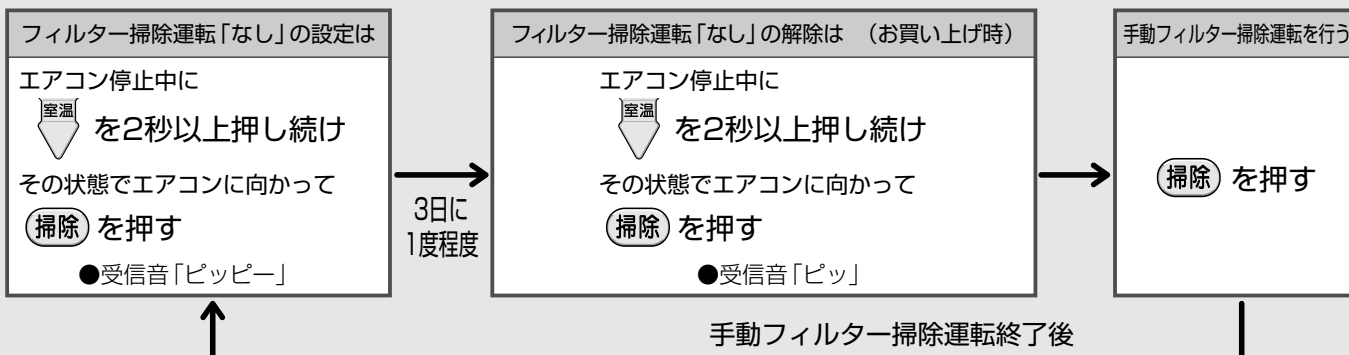 フィルター掃除運転「なし」の設定は
エアコン停止中に
室温 を2秒以上押し続け
その状態でエアコンに向かって
掃除 を押す
●受信音「ピッピー」
3日に
1度程度
フィルター掃除運転「なし」の解除は （お買い上げ時）
エアコン停止中に
室温 を2秒以上押し続け
その状態でエアコンに向かって
掃除 を押す
●受信音「ピッ」
手動フィルター掃除運転を行う
掃除 を押す
手動フィルター掃除運転終了後